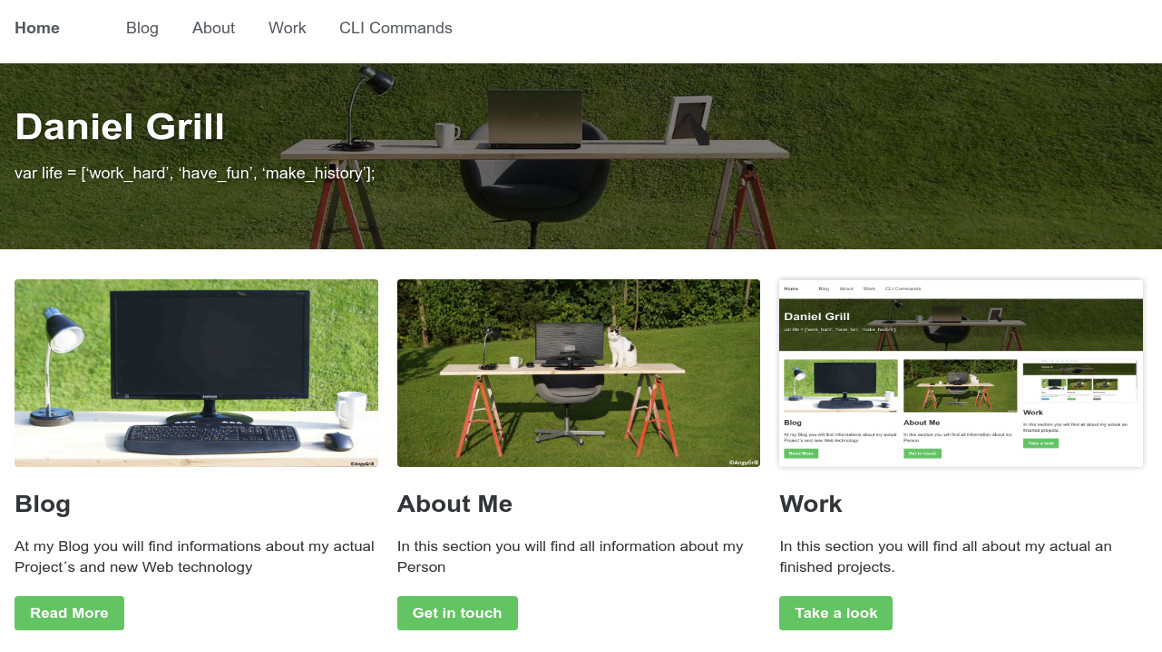 Home Blog About Work CLI Commands
Daniel Grill
var life = [‘work_hard’, ‘have_fun’, ‘make_history’];
SAMSUNG
©AngyGrill
©AngyGrill
Home Blog About Work CLI Commands
Daniel Grill
var life = [‘work_hard’, ‘have_fun’, ‘make_history’];
Blog
At my Blog you will find informations about my actual
Project´s and new Web technology
Read More
About Me
In this section you will find all information about my
Person
Get in touch
Work
In this section you will find all about my actual an
finished projects.
Take a look
Blog
At my Blog you will find informations about my actual
Project´s and new Web technology
Read More
About Me
In this section you will find all information about my
Person
Get in touch
Work
In this section you will find all about my actual an
finished projects.
Take a look